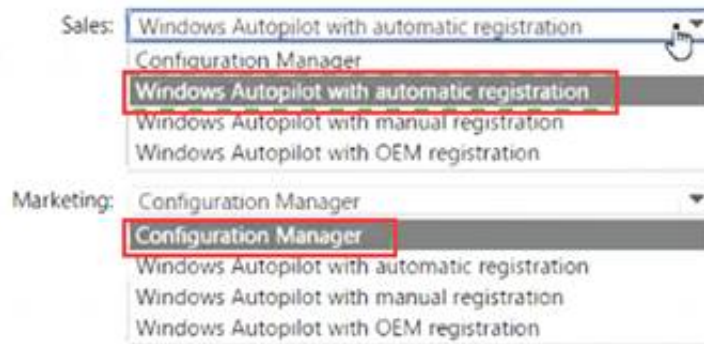 Sales: Windows Autopilot with automatic registration
Configuration Manager
Windows Autopilot with automatic registration
Windows Autopilot with manual registration
Windows Autopilot with OEM registration
Marketing: Configuration Manager
Configuration Manager
Windows Autopilot with automatic registration
Windows Autopilot with manual registration
Windows Autopilot with OEM registration